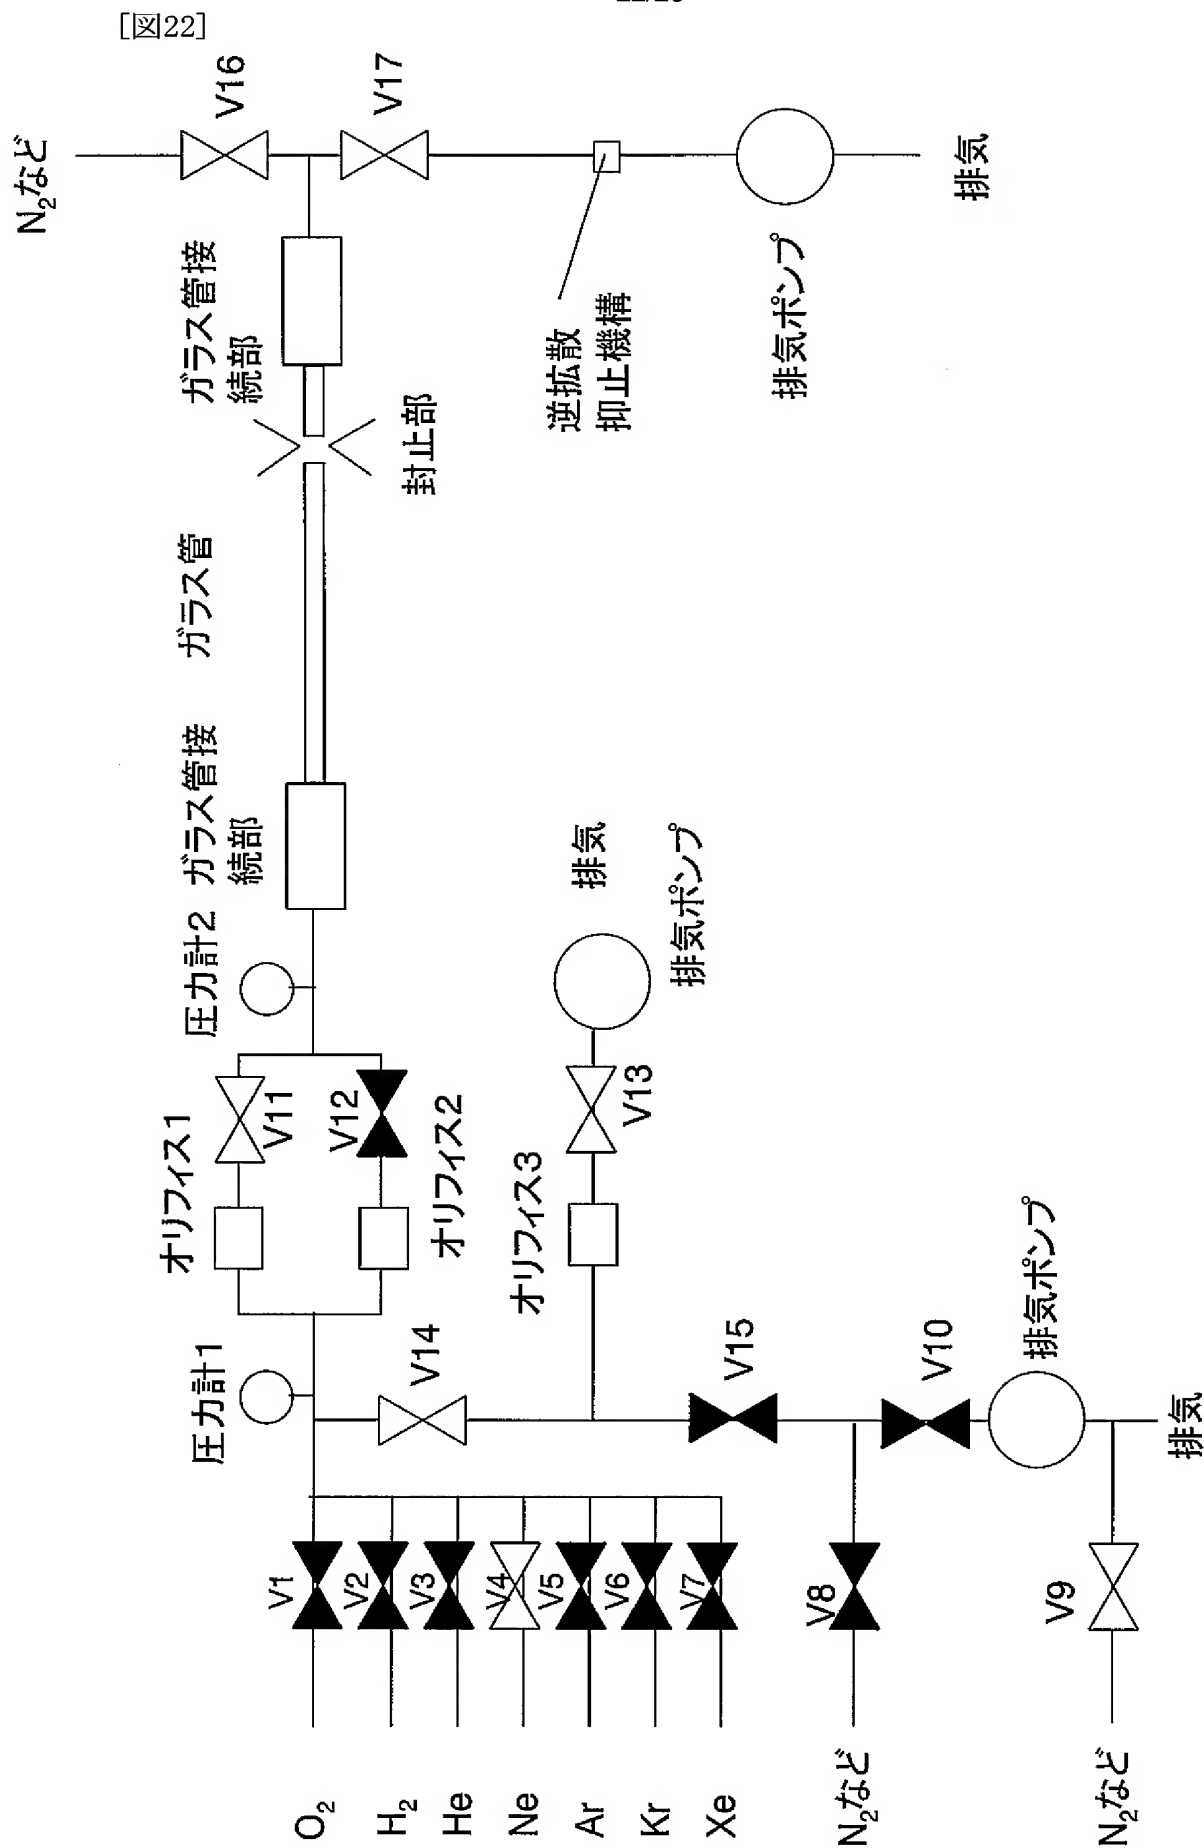 [図22]
N₂など
V16
V17
排気
排気ポンプ
逆拡散
抑止機構
ガラス管接
続部
封止部
ガラス管
ガラス管接
続部
圧力計2
排気
排気ポンプ
V11
V12
V13
オリフィス1
オリフィス2
オリフィス3
圧力計1
V14
V15
V10
排気ポンプ
排気
V1
V2
V3
V4
V5
V6
V7
V8
V9
O₂
H₂
He
Ne
Ar
Kr
Xe
N₂など
N₂など